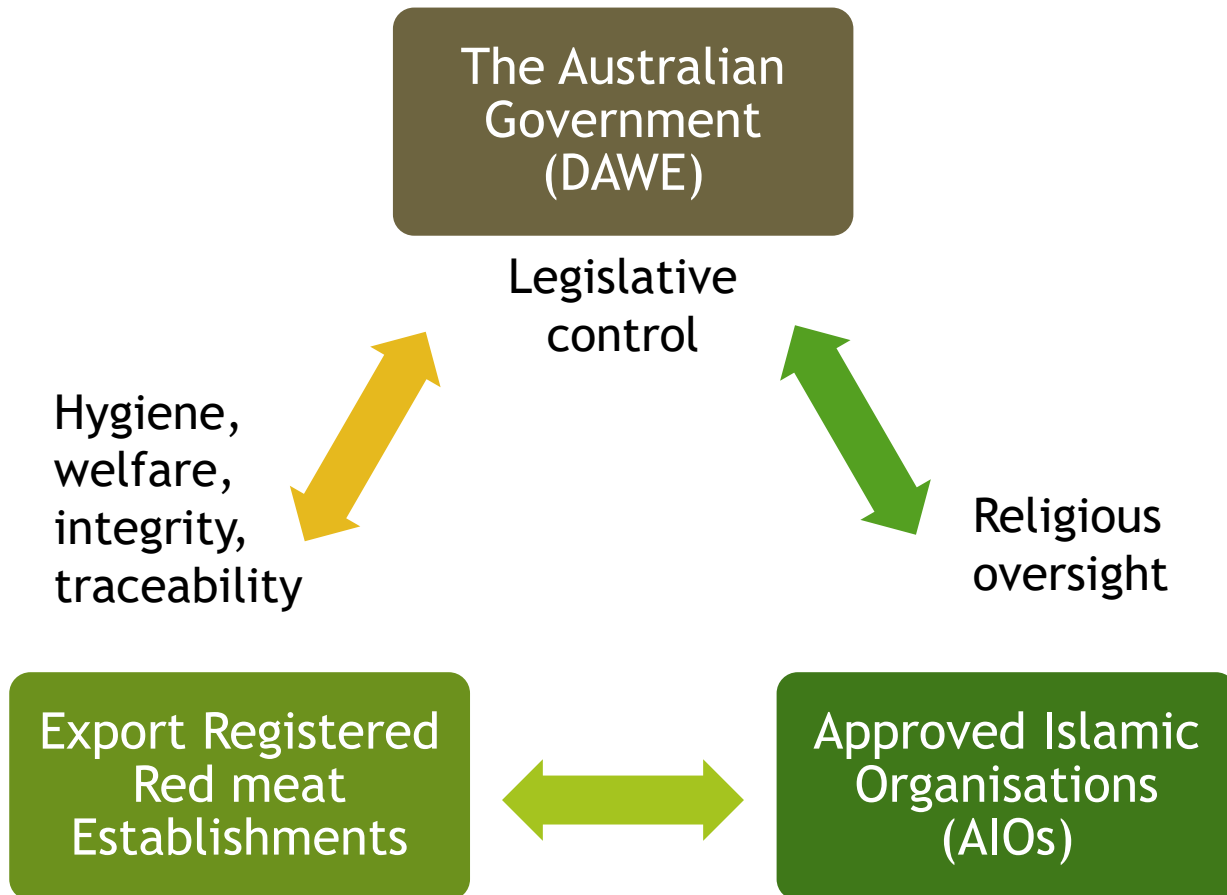 The Australian
Government
(DAWE)
Legislative
control
Hygiene,
welfare,
integrity,
traceability
Religious
oversight
Export Registered
Red meat
Establishments
Approved Islamic
Organisations
(AIOs)